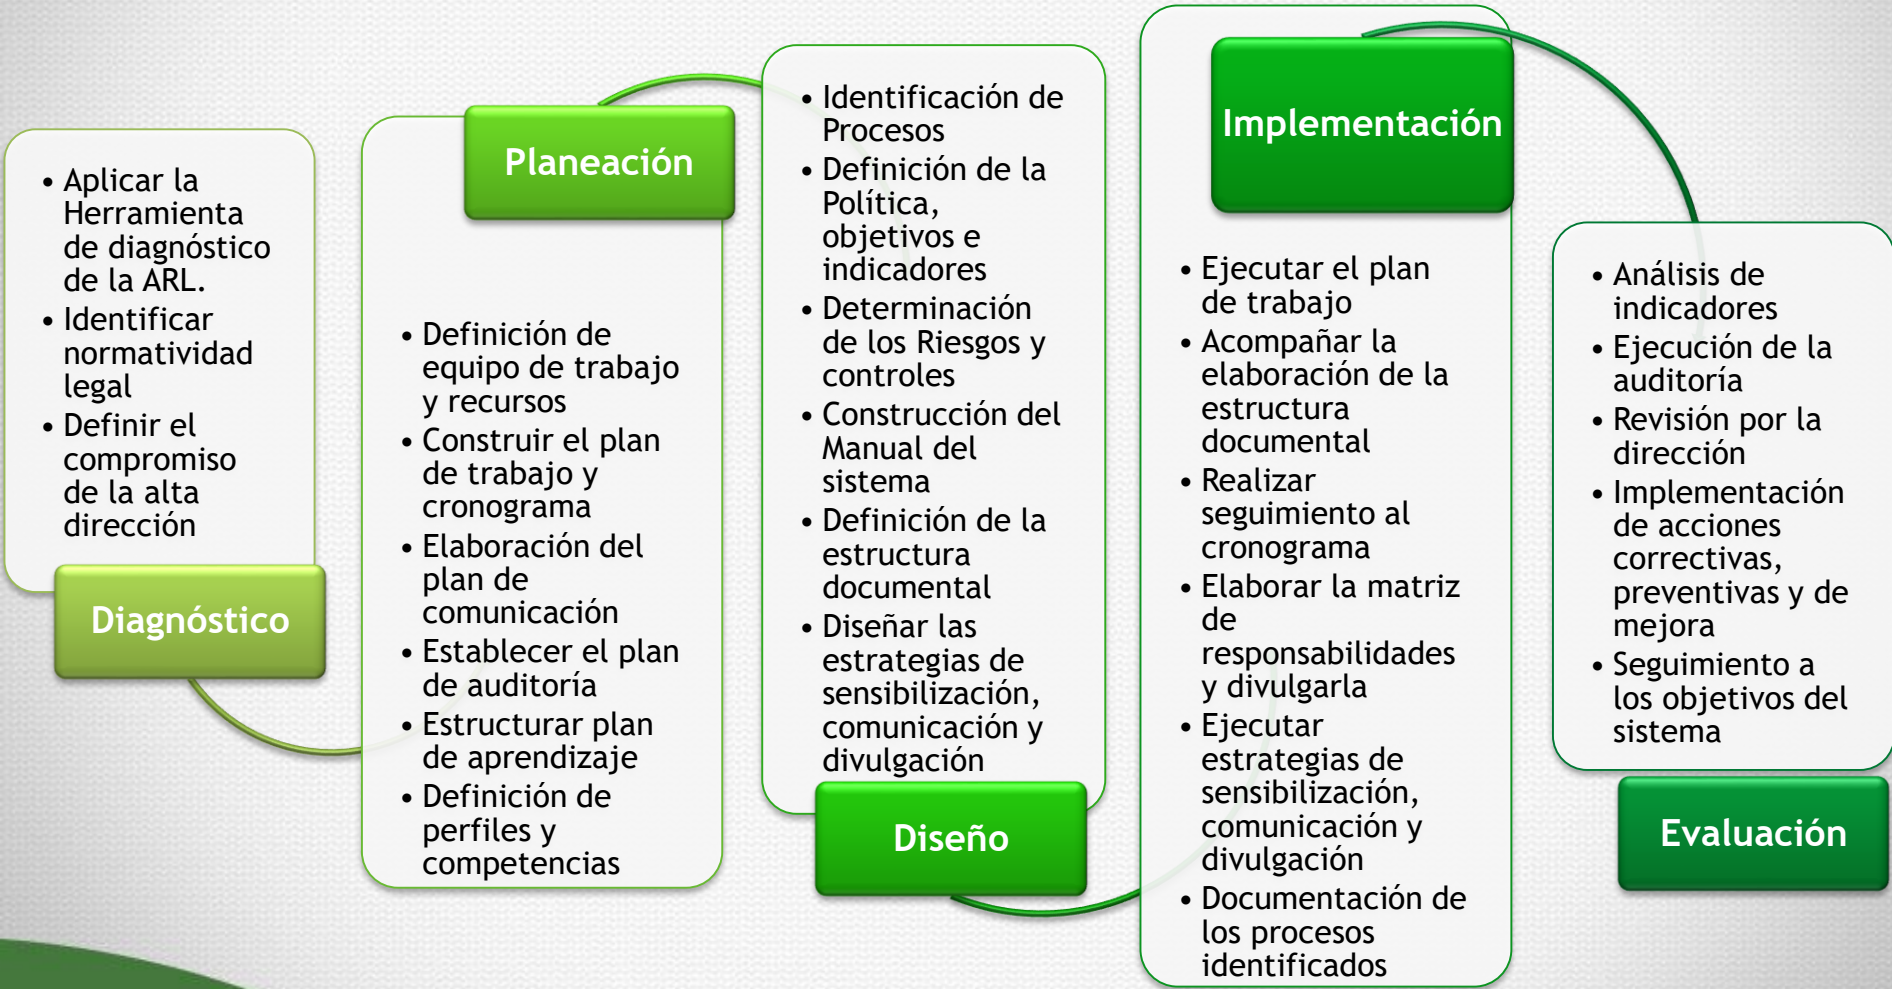 • Aplicar la
Herramienta
de diagnóstico
de la ARL.
• Identificar
normatividad
legal
• Definir el
compromiso
de la alta
dirección
Diagnóstico
Planeación
• Definición de
equipo de trabajo
y recursos
• Construir el plan
de trabajo y
cronograma
• Elaboración del
plan de
comunicación
• Establecer el plan
de auditoría
• Estructurar plan
de aprendizaje
• Definición de
perfiles y
competencias
• Identificación de
Procesos
• Definición de la
Política,
objetivos e
indicadores
• Determinación
de los Riesgos y
controles
• Construcción del
Manual del
sistema
• Definición de la
estructura
documental
• Diseñar las
estrategias de
sensibilización,
comunicación y
divulgación
Diseño
Implementación
• Ejecutar el plan
de trabajo
• Acompañar la
elaboración de la
estructura
documental
• Realizar
seguimiento al
cronograma
• Elaborar la matriz
de
responsabilidades
y divulgarla
• Ejecutar
estrategias de
sensibilización,
comunicación y
divulgación
• Documentación de
los procesos
identificados
• Análisis de
indicadores
• Ejecución de la
auditoría
• Revisión por la
dirección
• Implementación
de acciones
correctivas,
preventivas y de
mejora
• Seguimiento a
los objetivos del
sistema
Evaluación